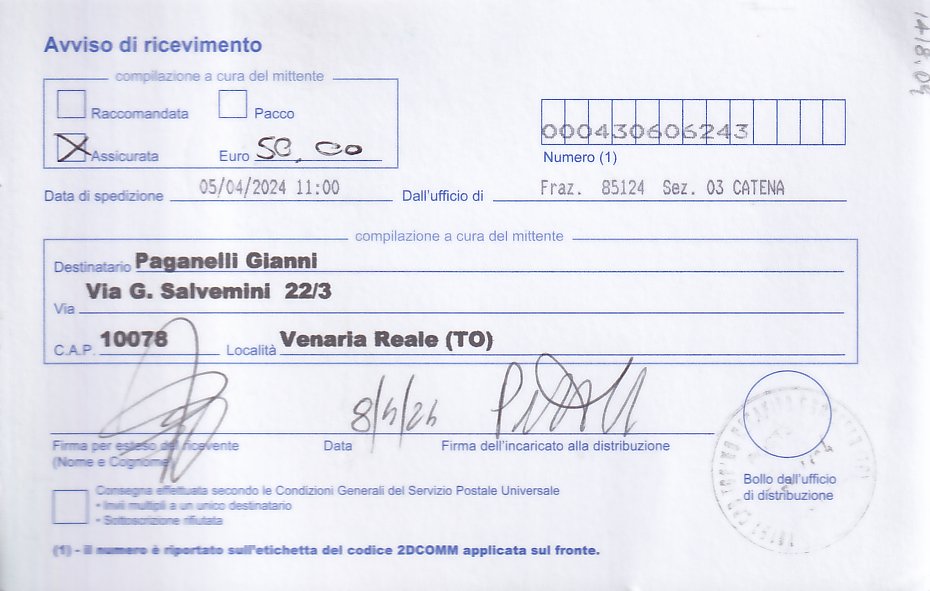 Avviso di ricevimento
compilazione a cura del mittente
Raccomandata Pacco
Assicurata Euro 50,00
000430606243
Numero (1)
Data di spedizione 05/04/2024 11:00 Dall'ufficio di Fraz. 85124 Sez. 03 CATENA
compilazione a cura del mittente
Destinatario Paganelli Gianni
Via G. Salvemini 22/3
Via
C.A.P. 10078 Località Venaria Reale (TO)
8/4/24
Firma per esteso del ricevente Data Firma dell'incaricato alla distribuzione
(Nome e Cognome)
Bollo dall'ufficio
di distribuzione
Consegna effettuata secondo le Condizioni Generali del Servizio Postale Universale
• Invii multipli a un unico destinatario
• Sottoscrizione rifiutata
(1) - il numero è riportato sull'etichetta del codice 2DCOMM applicata sul fronte.